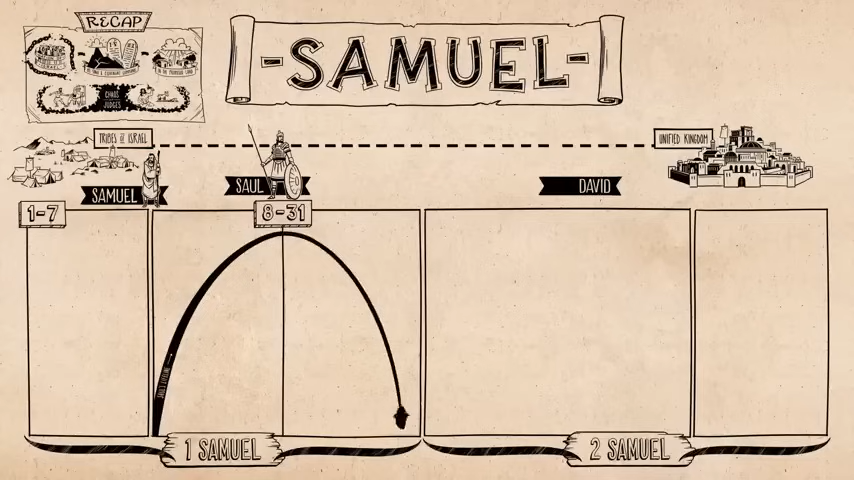 RECAP
CHAOS
JUDGES
-SAMUEL-
TRIBES OF ISRAEL
UNIFIED KINGDOM
SAMUEL
SAUL
DAVID
1-7
8-31
1 SAMUEL
2 SAMUEL